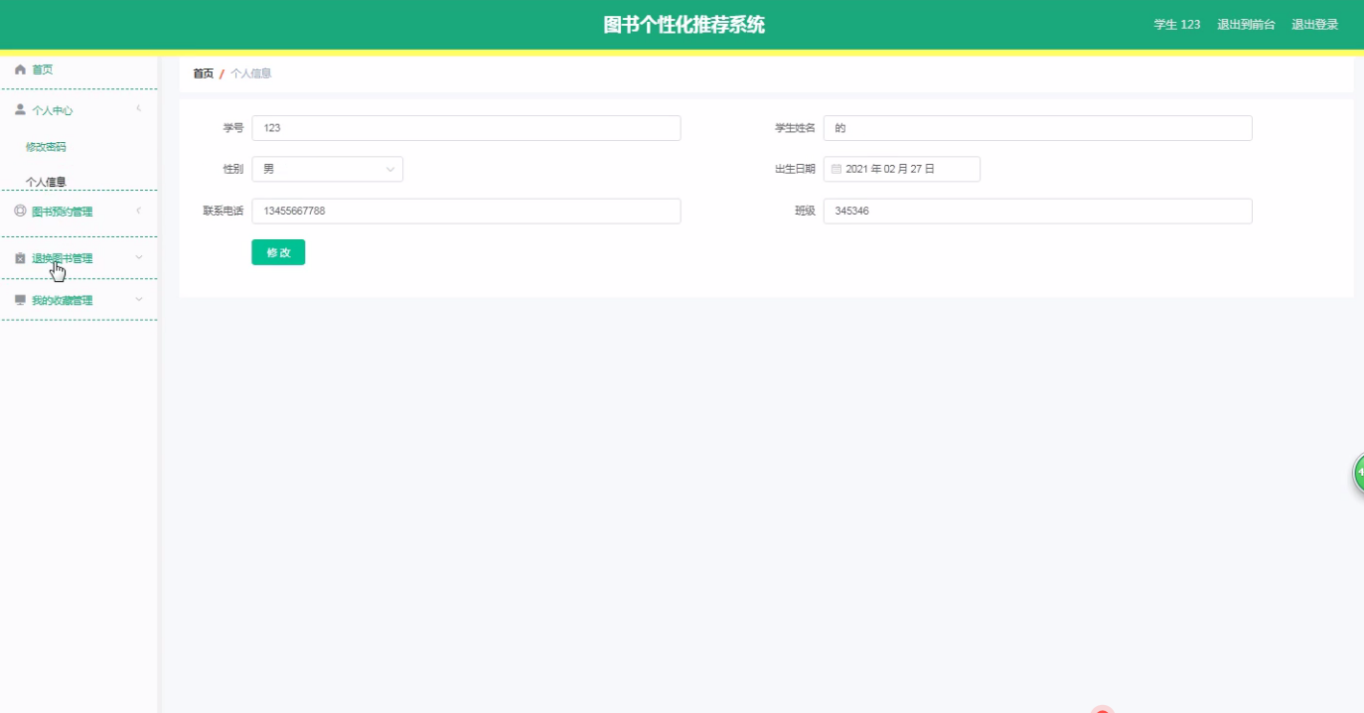 图书个性化推荐系统
学生 123 退出到前台 退出登录
首页
个人中心
修改密码
个人信息
图书预约管理
退换图书管理
我的收藏管理
首页 / 个人信息
学号 123
学生姓名 的
性别 男
出生日期 2021 年 02 月 27 日
联系电话 13455667788
班级 345346
修改